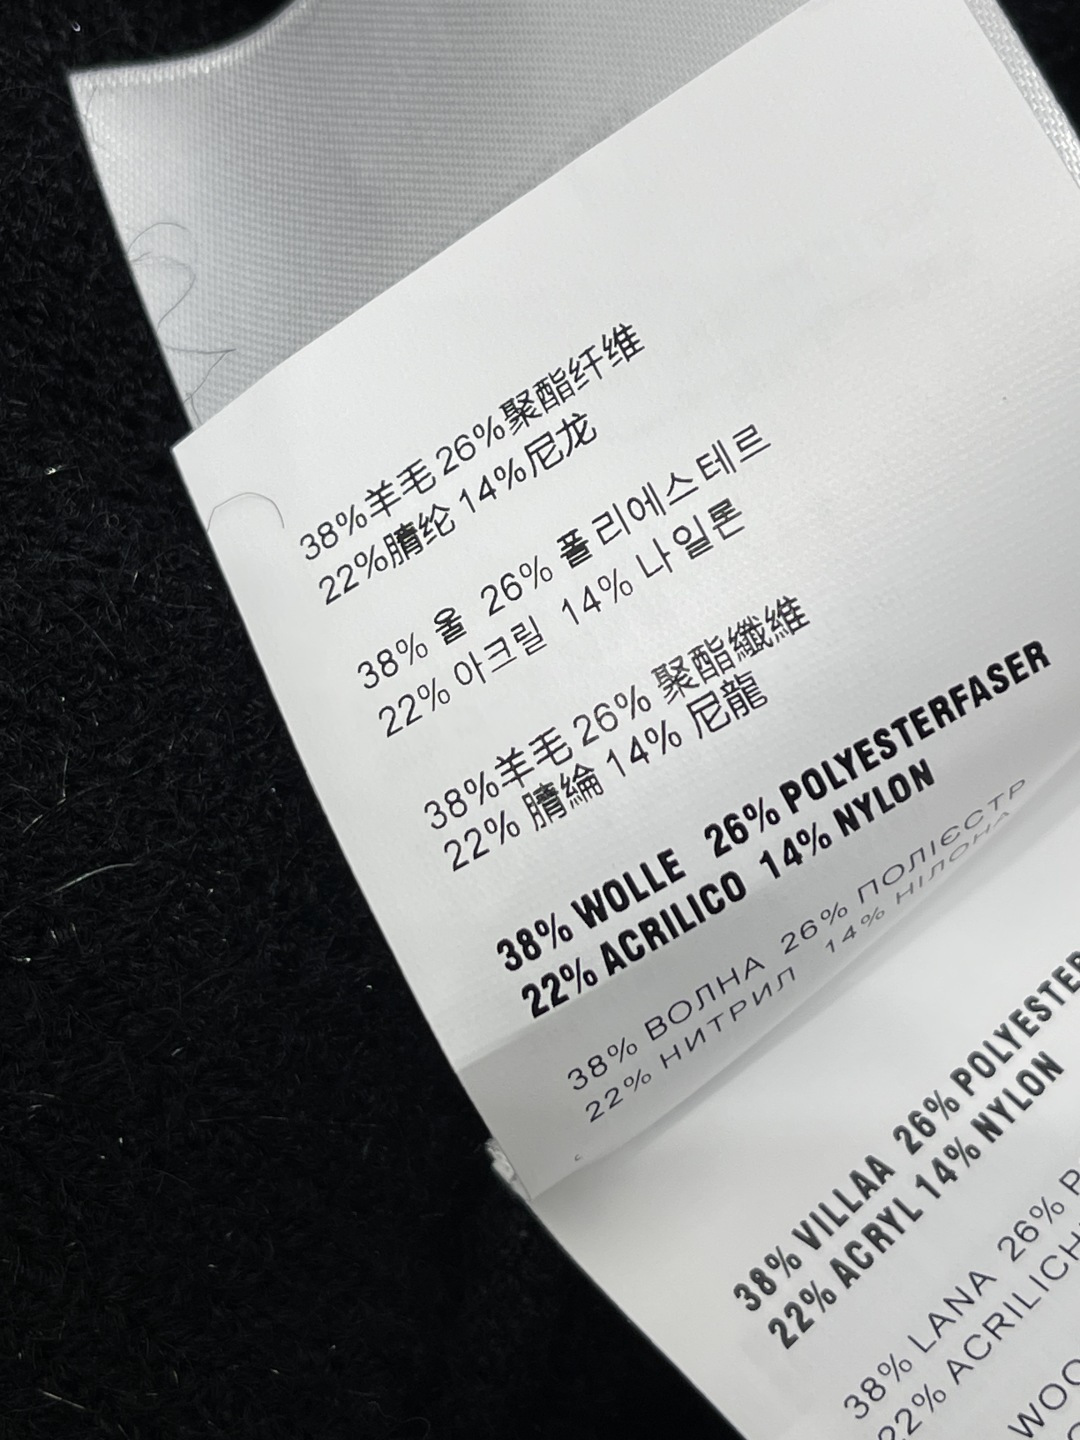 38%羊毛 26%聚酯纤维
22%腈纶 14%尼龙
38% 울 26% 폴리에스테르
22% 아크릴 14% 나일론
38%羊毛 26% 聚酯纖維
22% 腈綸 14% 尼龍
38% WOLLE 26% POLYESTERFASER
22% ACRILICO 14% NYLON
38% ВОЛНА 26% ПОЛІЄСТР
22% НИТРИЛ 14% НІЛОНА
38% VILLAA 26% POLYESTER
22% ACRYL 14% NYLON
38% LANA 26%
22% ACRILICH